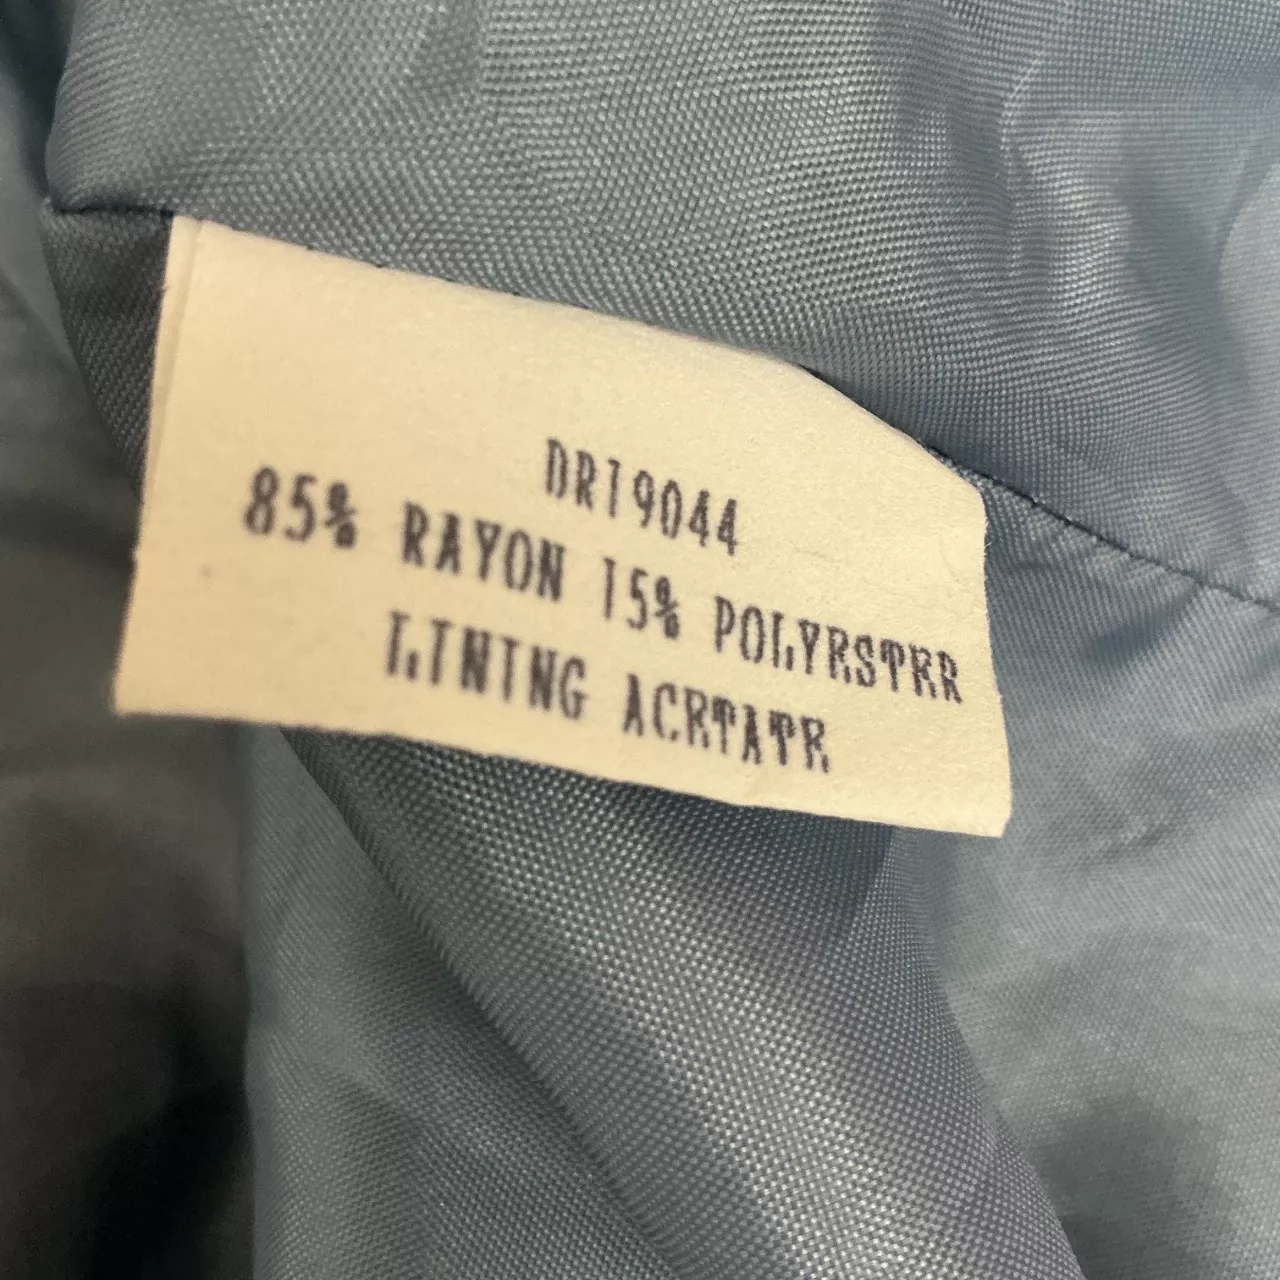 DR19044
85% RAYON 15% POLYESTER
LINING ACETATE